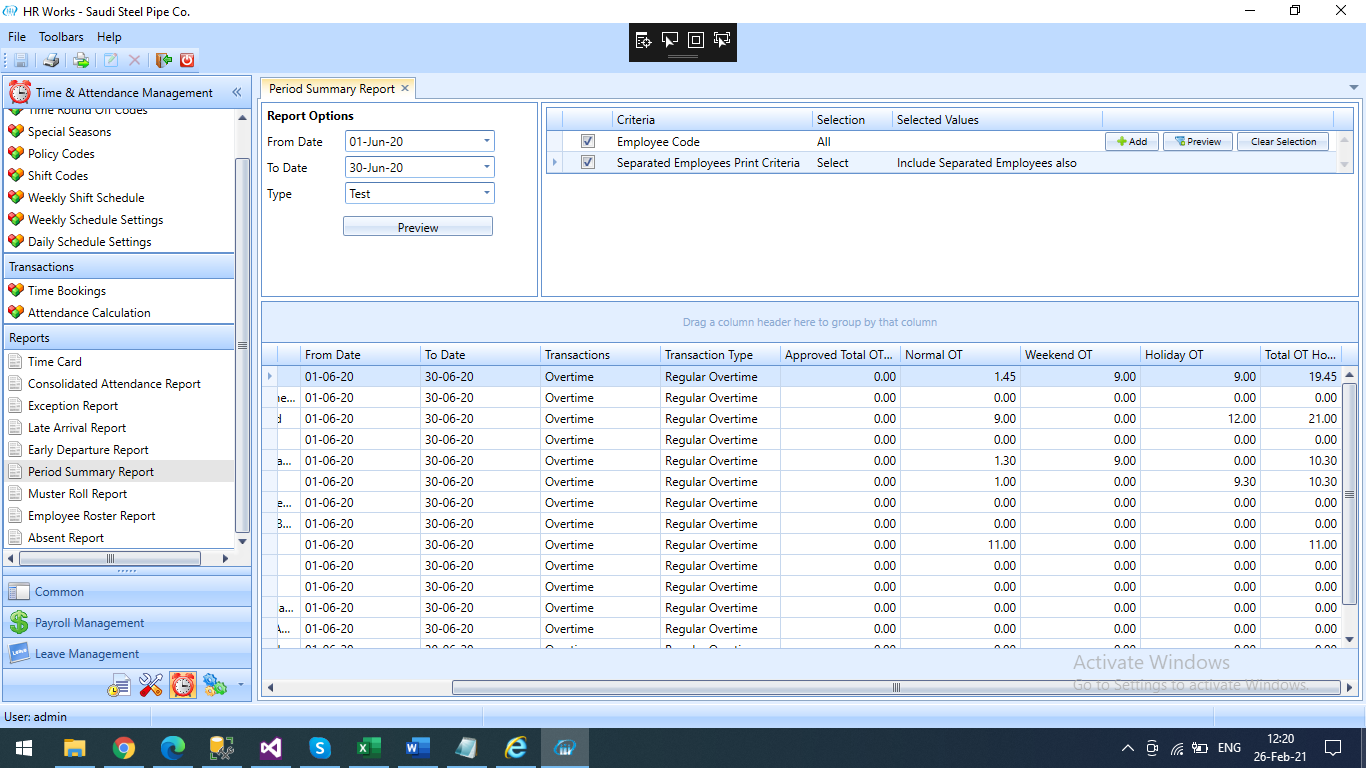 HR Works - Saudi Steel Pipe Co.
File Toolbars Help
Time & Attendance Management
Time Round Off Codes
Special Seasons
Policy Codes
Shift Codes
Weekly Shift Schedule
Weekly Schedule Settings
Daily Schedule Settings
Transactions
Time Bookings
Attendance Calculation
Reports
Time Card
Consolidated Attendance Report
Exception Report
Late Arrival Report
Early Departure Report
Period Summary Report
Muster Roll Report
Employee Roster Report
Absent Report
Common
Payroll Management
Leave Management
Period Summary Report
Report Options
From Date 01-Jun-20
To Date 30-Jun-20
Type Test
Preview
Criteria Selection Selected Values
Employee Code All Add Preview Clear Selection
Separated Employees Print Criteria Select Include Separated Employees also
Drag a column header here to group by that column
From Date To Date Transactions Transaction Type Approved Total OT... Normal OT Weekend OT Holiday OT Total OT Ho...
01-06-20 30-06-20 Overtime Regular Overtime 0.00 1.45 9.00 9.00 19.45
ne... 01-06-20 30-06-20 Overtime Regular Overtime 0.00 0.00 0.00 0.00 0.00
d 01-06-20 30-06-20 Overtime Regular Overtime 0.00 9.00 0.00 12.00 21.00
01-06-20 30-06-20 Overtime Regular Overtime 0.00 0.00 0.00 0.00 0.00
a... 01-06-20 30-06-20 Overtime Regular Overtime 0.00 1.30 9.00 0.00 10.30
01-06-20 30-06-20 Overtime Regular Overtime 0.00 1.00 0.00 9.30 10.30
e... 01-06-20 30-06-20 Overtime Regular Overtime 0.00 0.00 0.00 0.00 0.00
B... 01-06-20 30-06-20 Overtime Regular Overtime 0.00 0.00 0.00 0.00 0.00
01-06-20 30-06-20 Overtime Regular Overtime 0.00 11.00 0.00 0.00 11.00
01-06-20 30-06-20 Overtime Regular Overtime 0.00 0.00 0.00 0.00 0.00
01-06-20 30-06-20 Overtime Regular Overtime 0.00 0.00 0.00 0.00 0.00
a... 01-06-20 30-06-20 Overtime Regular Overtime 0.00 0.00 0.00 0.00 0.00
A... 01-06-20 30-06-20 Overtime Regular Overtime 0.00 0.00 0.00 0.00 0.00
Activate Windows
Go to Settings to activate Windows.
User: admin
ENG
12:20
26-Feb-21